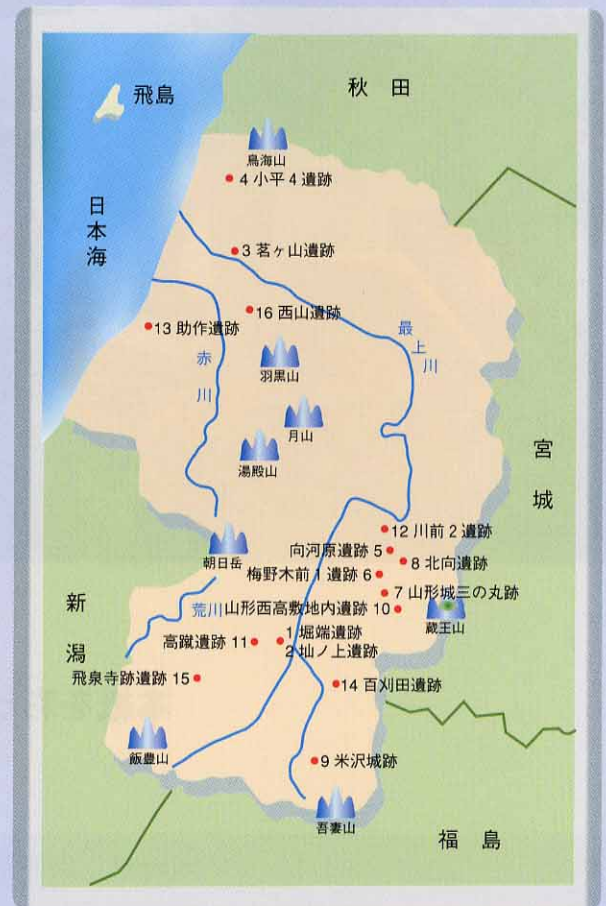 秋田
飛島
鳥海山
4 小平 4 遺跡
日本海
3 茗ヶ山遺跡
16 西山遺跡
13 助作遺跡
最上川
赤川
羽黒山
月山
湯殿山
宮城
12 川前 2 遺跡
向河原遺跡 5
8 北向遺跡
朝日岳
梅野木前 1 遺跡 6
7 山形城三の丸跡
新潟
荒川
山形西高敷地内遺跡 10
蔵王山
1 堀端遺跡
高蹴遺跡 11
2 圸ノ上遺跡
飛泉寺跡遺跡 15
14 百刈田遺跡
飯豊山
9 米沢城跡
吾妻山
福島